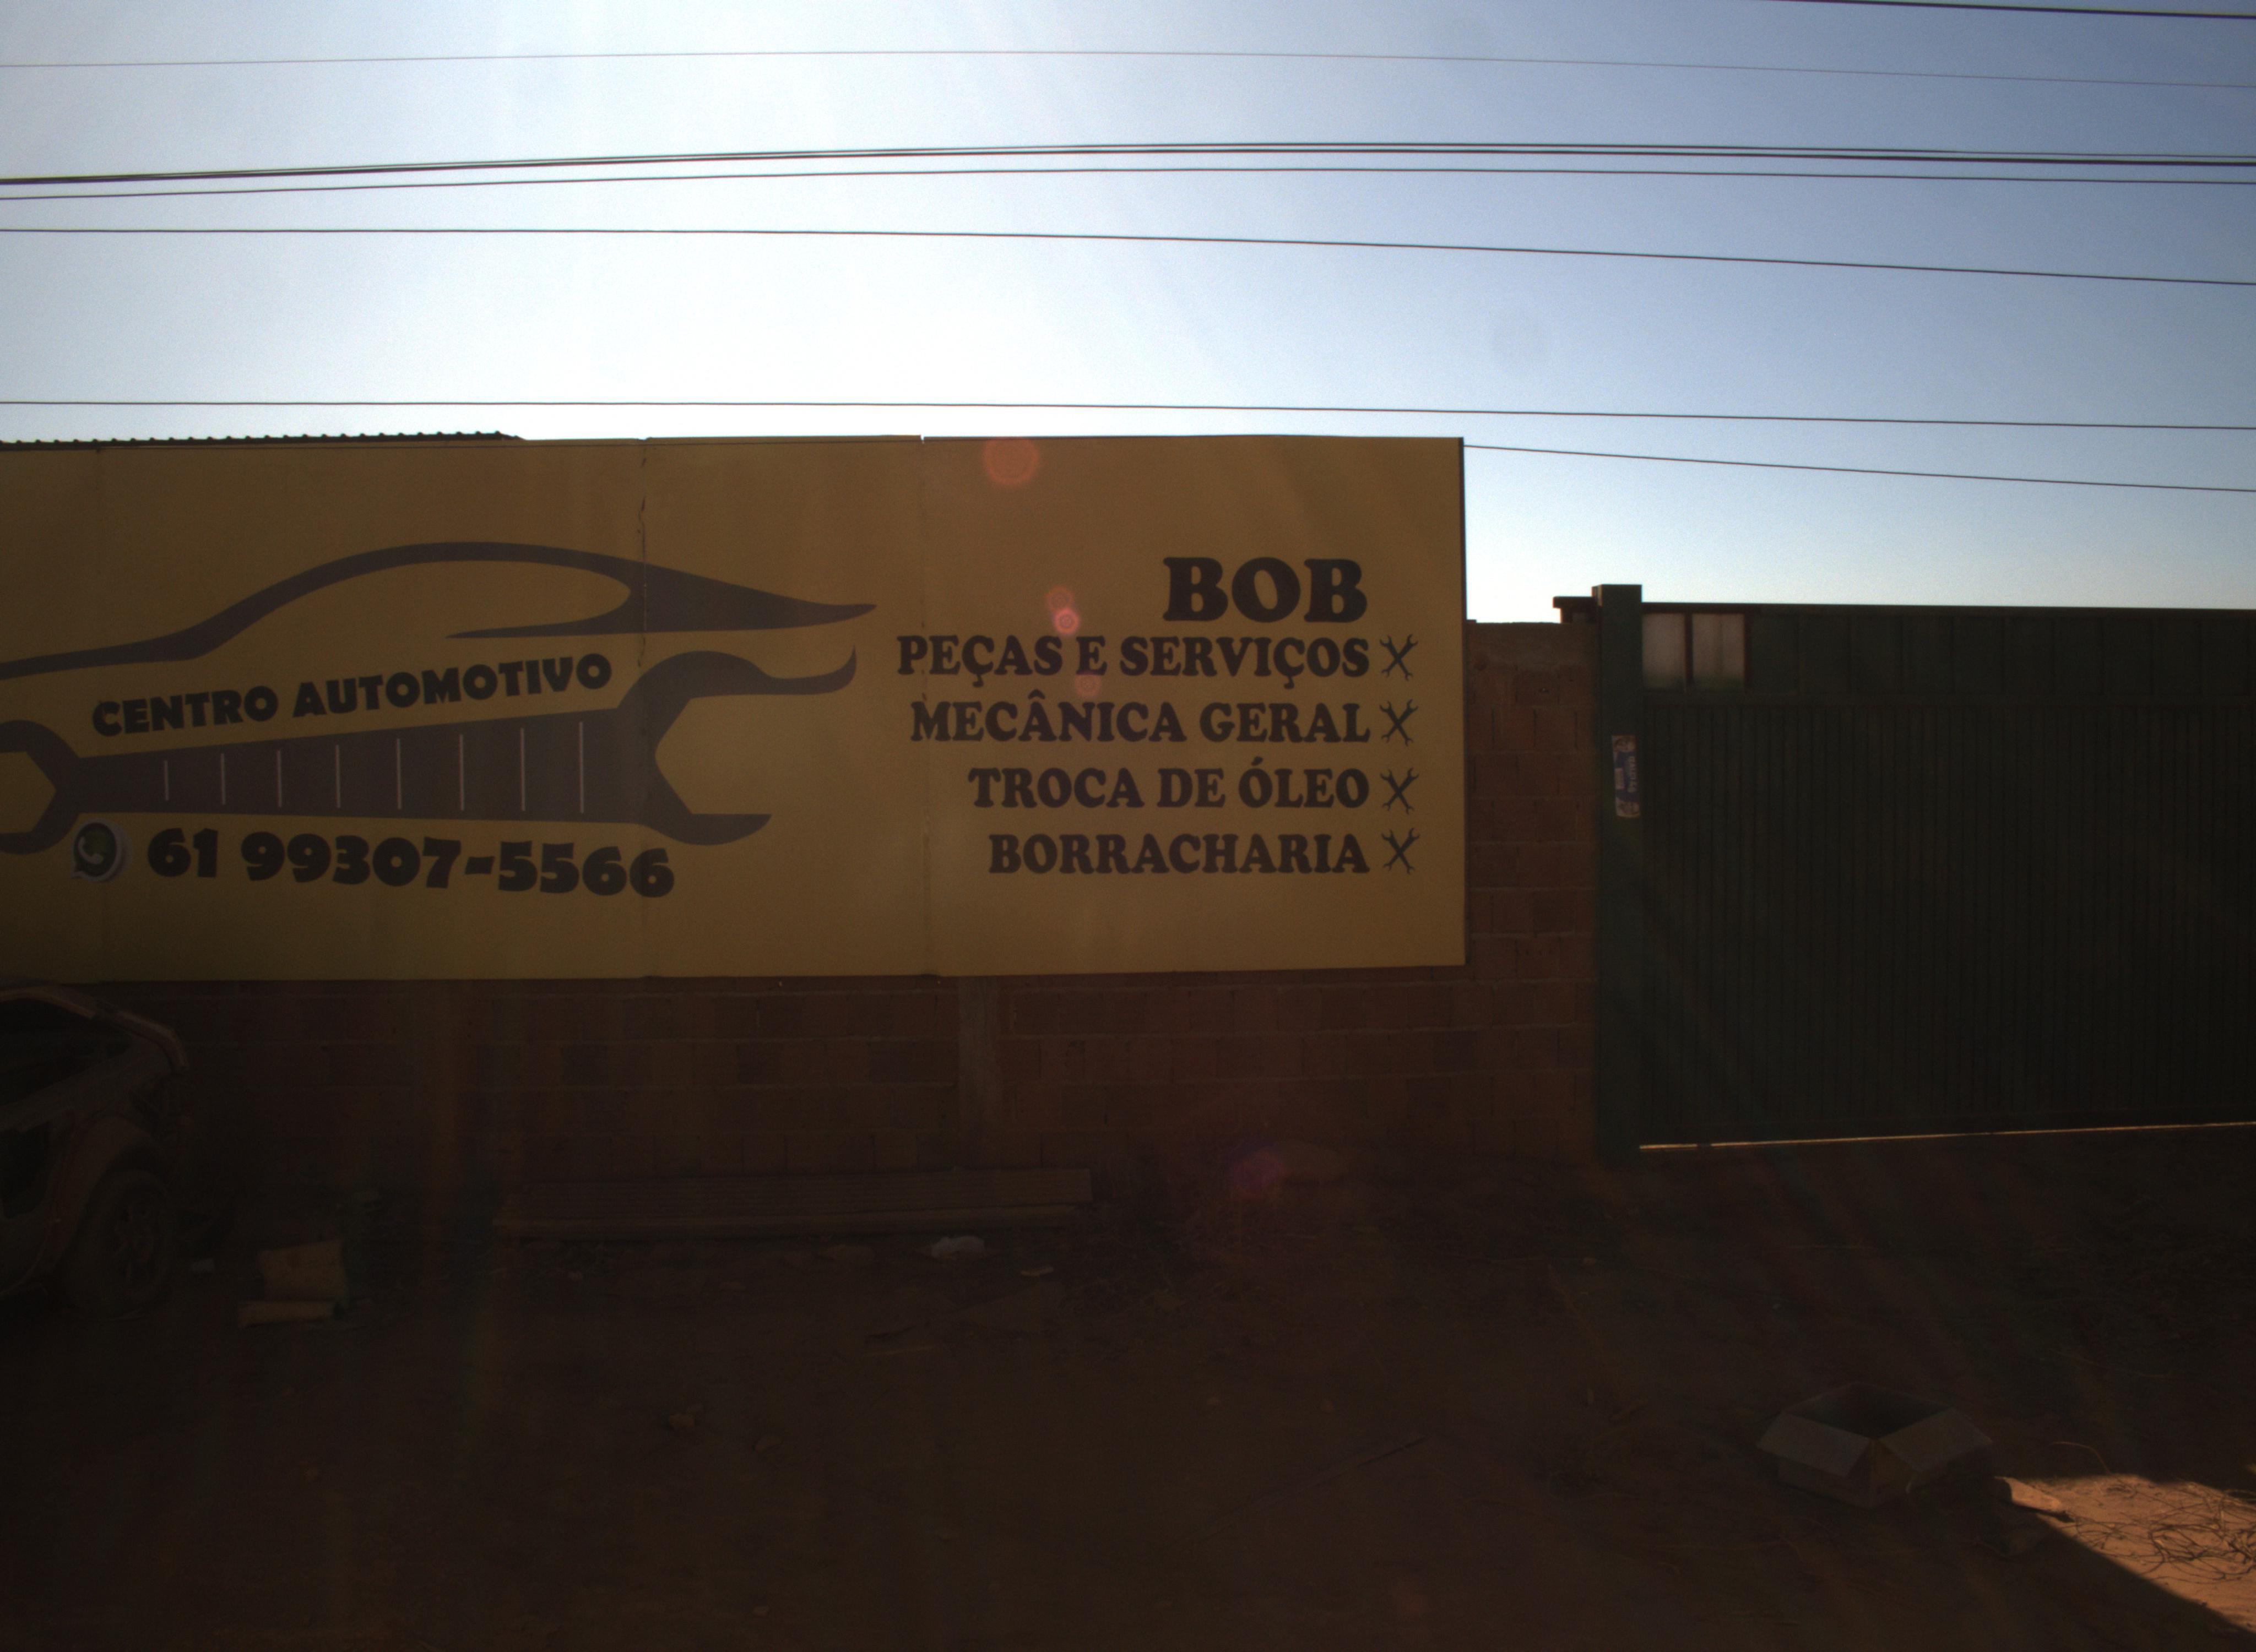 CENTRO AUTOMOTIVO
61 99307-5566
BOB
PEÇAS E SERVIÇOS
MECÂNICA GERAL
TROCA DE ÓLEO
BORRACHARIA